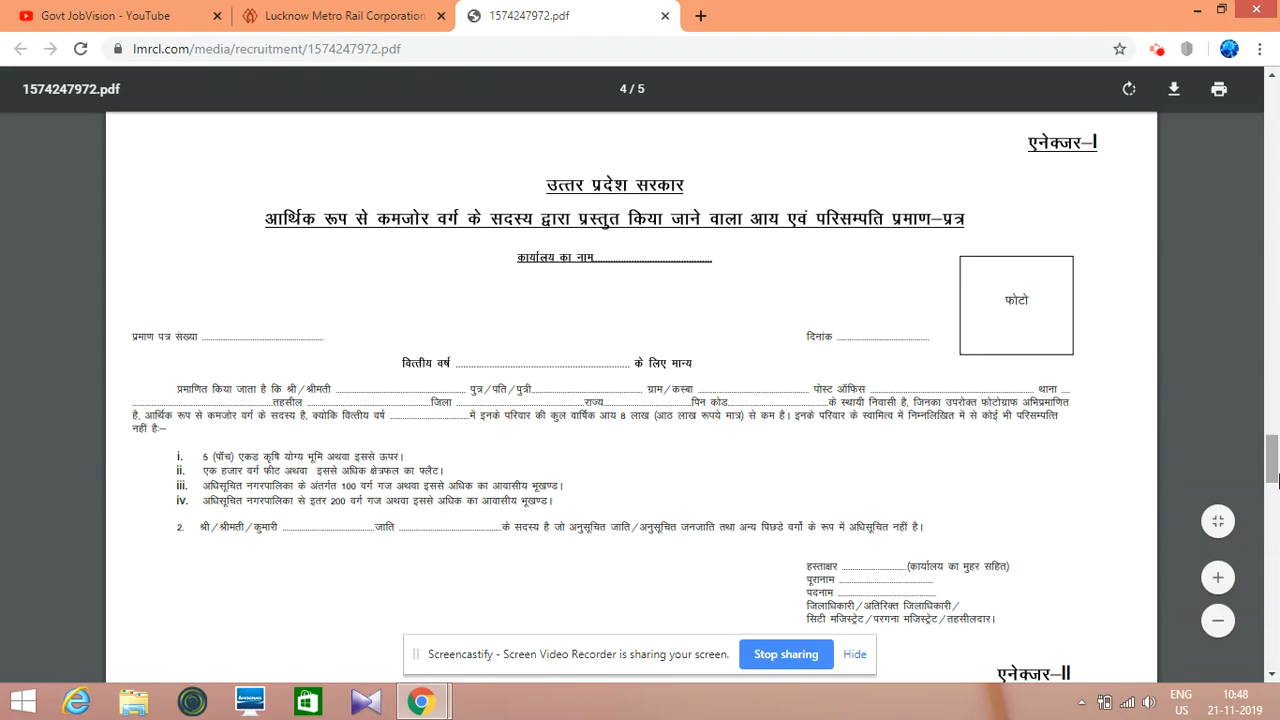 Govt JobVision - YouTube
Lucknow Metro Rail Corporation
1574247972.pdf
lmrcl.com/media/recruitment/1574247972.pdf
1574247972.pdf
4 / 5
एनेक्जर–I
उत्तर प्रदेश सरकार
आर्थिक रूप से कमजोर वर्ग के सदस्य द्वारा प्रस्तुत किया जाने वाला आय एवं परिसम्पति प्रमाण–प्रत्र
कार्यालय का नाम........................................
फोटो
प्रमाण पत्र संख्या ........................................ दिनांक ..............................
वित्तीय वर्ष .................................................. के लिए मान्य
प्रमाणित किया जाता है कि श्री/श्रीमती ........................................ पुत्र/पति/पुत्री................................... ग्राम/कस्बा ................................... पोस्ट ऑफिस .................................................. थाना ...
.............................................तहसील ........................................जिला ..............................................राज्य............................पिन कोड................................के स्थायी निवासी है, जिनका उपरोक्त फोटोग्राफ अभिप्रमाणित
है, आर्थिक रूप से कमजोर वर्ग के सदस्य है, क्योकि वित्तीय वर्ष .........................में इनके परिवार की कुल वार्षिक आय 8 लाख (आठ लाख रूपये मात्र) से कम है। इनके परिवार के स्वामित्व में निम्नलिखित में से कोई भी परिसम्पत्ति
नहीं है:–
i. 5 (पॉच) एकड़ कृषि योग्य भूमि अथवा इससे ऊपर।
ii. एक हजार वर्ग फीट अथवा इससे अधिक क्षेत्रफल का फ्लैट।
iii. अधिसूचित नगरपालिका के अंतर्गत 100 वर्ग गज अथवा इससे अधिक का आवासीय भूखण्ड।
iv. अधिसूचित नगरपालिका से इतर 200 वर्ग गज अथवा इससे अधिक का आवासीय भूखण्ड।
2. श्री/श्रीमती/कुमारी ..............................जाति ..................................के सदस्य है जो अनुसूचित जाति/अनुसूचित जनजाति तथा अन्य पिछडे वर्गो के रूप में अधिसूचित नहीं है।
हस्ताक्षर .....................(कार्यालय का मुहर सहित)
पूरानाम ..............................
पदनाम ................................
जिलाधिकारी/अतिरिक्त जिलाधिकारी/
सिटी मजिस्ट्रेट/परगना मजिस्ट्रेट/तहसीलदार।
Screencastify - Screen Video Recorder is sharing your screen.
Stop sharing
Hide
एनेक्जर–II
lenovo
ENG
US
10:48
21-11-2019